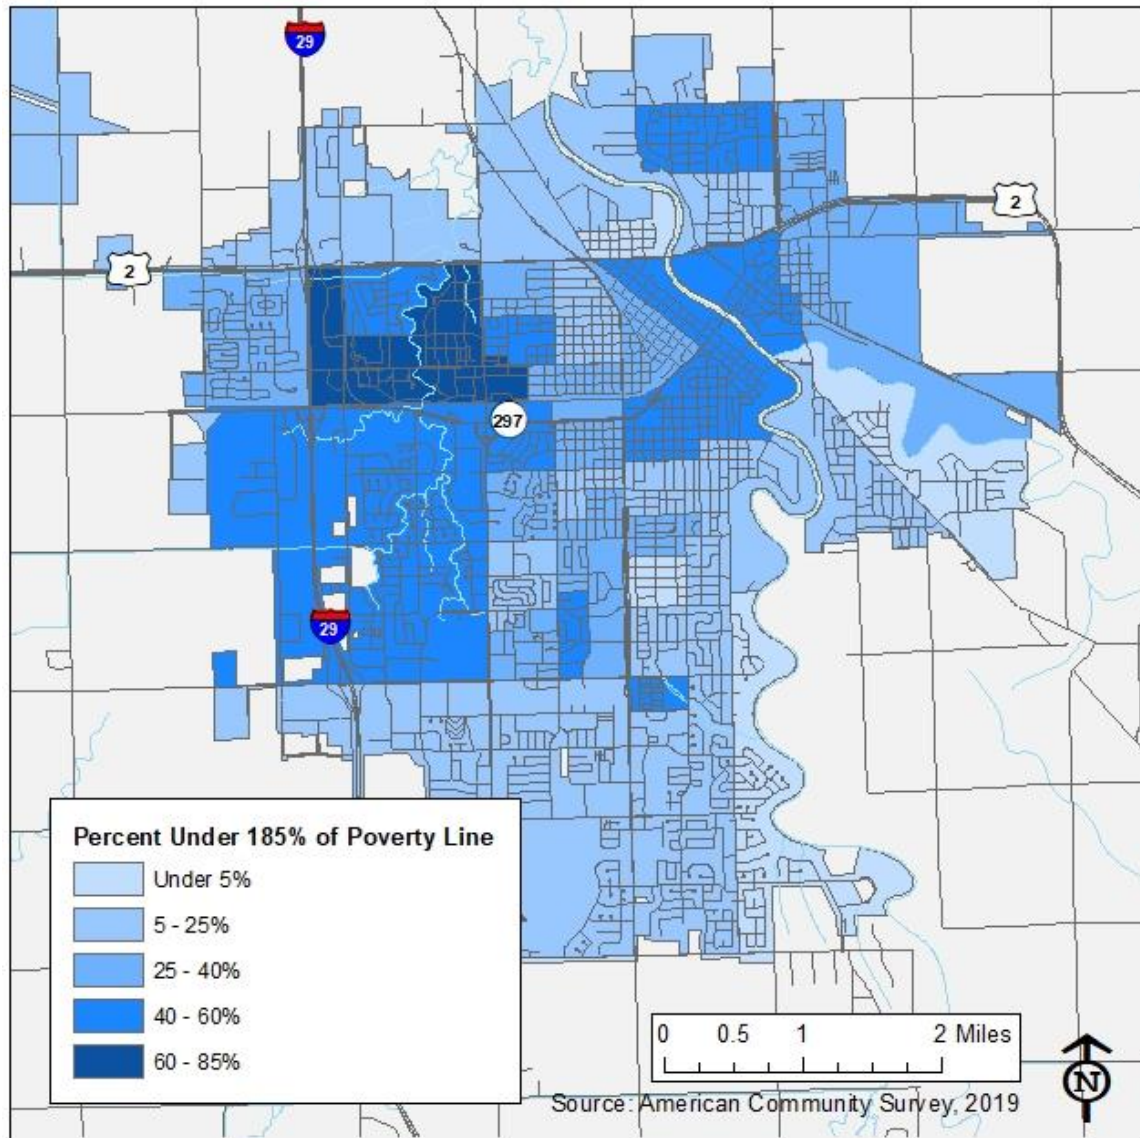 29
2
2
297
29
Percent Under 185% of Poverty Line
Under 5%
5 - 25%
25 - 40%
40 - 60%
60 - 85%
0 0.5 1 2 Miles
N
Source: American Community Survey, 2019